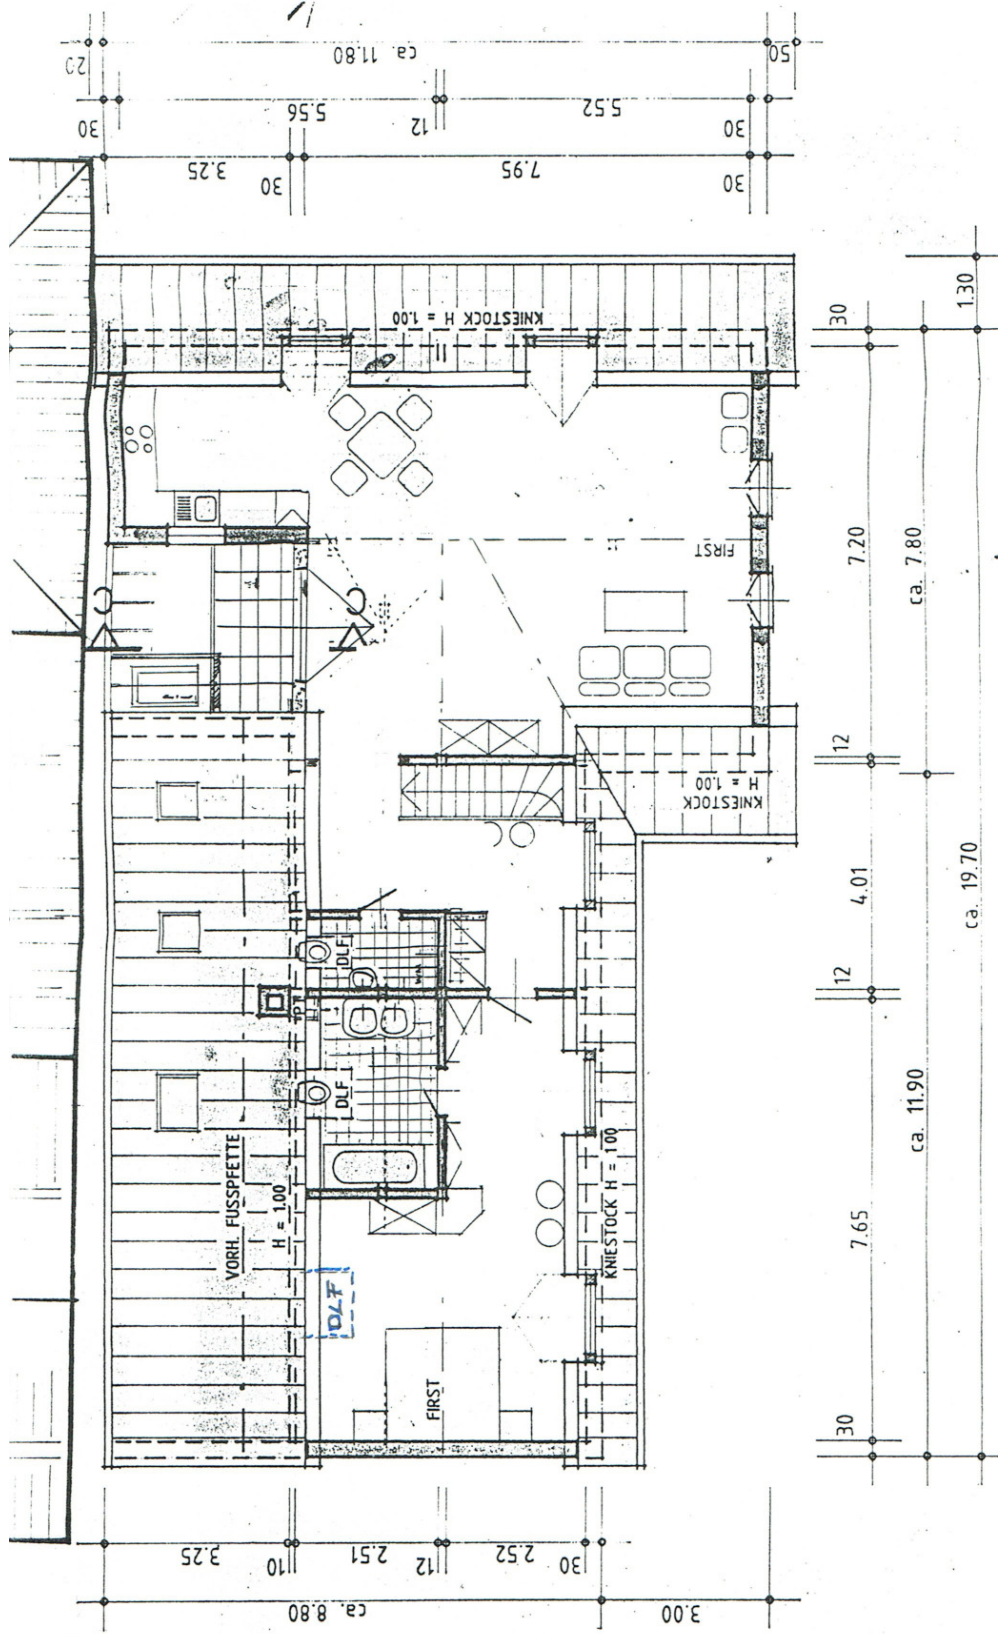 ca. 11.80
50
30
5.56
12
5.52
30
3.25
30
7.95
30
KNIESTOCK H = 1.00
1.30
30
7.20
ca. 7.80
FIRST
C
C
12
KNIESTOCK
H = 1.00
4.01
ca. 19.70
DLF
12
DLF
VORH. FUSSPFETTE
H = 1.00
ca. 11.90
7.65
KNIESTOCK H = 100
DLF
FIRST
30
3.25
10
2.51
12
2.52
30
ca. 8.80
3.00